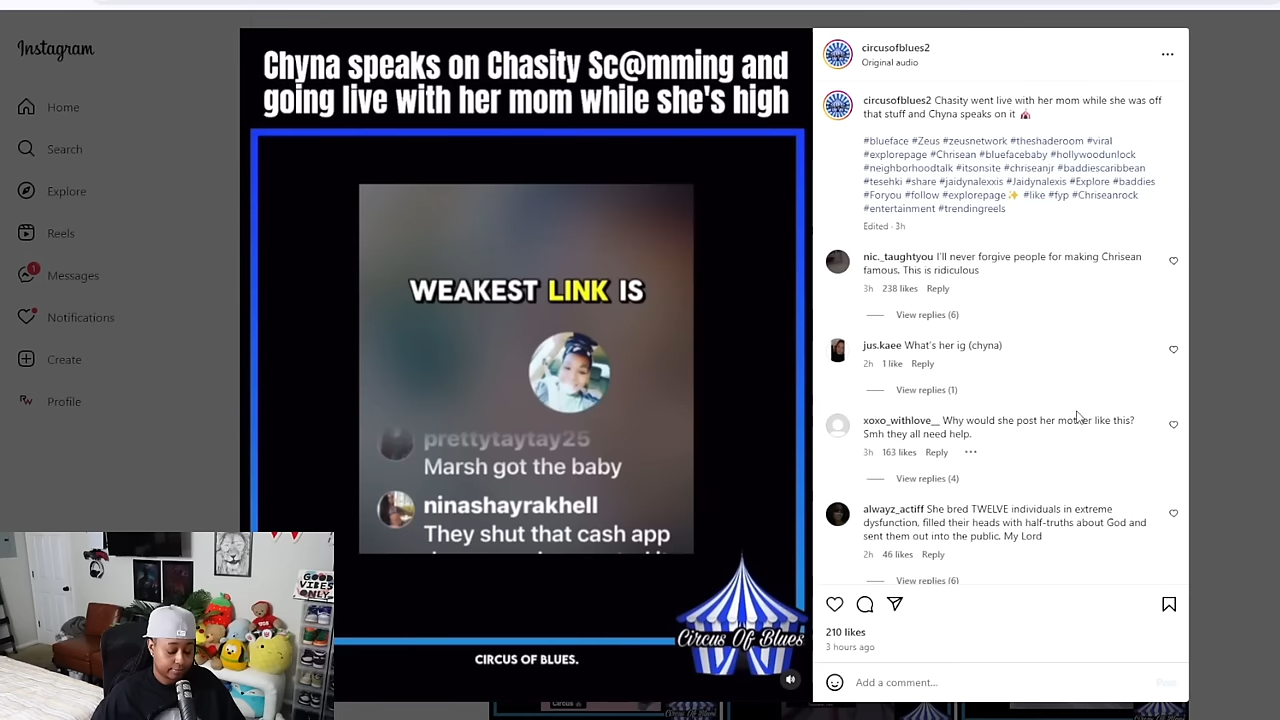 Instagram
Home
Search
Explore
Reels
1
Messages
Notifications
Create
Profile
Chyna speaks on Chasity Sc@mming and
going live with her mom while she's high
WEAKEST LINK IS
prettytaytay25
Marsh got the baby
ninashayrakhell
They shut that cash app
Circus Of Blues
CIRCUS OF BLUES.
GOOD
VIBES
ONLY
circusofblues2
Original audio
circusofblues2 Chasity went live with her mom while she was off
that stuff and Chyna speaks on it 🎪
#blueface #Zeus #zeusnetwork #theshaderoom #viral
#explorepage #Chrisean #bluefacebaby #hollywoodunlock
#neighborhoodtalk #itsonsite #chriseanjr #baddiescaribbean
#tesehki #share #jaidynalexxis #Jaidynalexis #Explore #baddies
#Foryou #follow #explorepage✨ #like #fyp #Chriseanrock
#entertainment #trendingreels
Edited · 3h
nic._taughtyou I'll never forgive people for making Chrisean
famous. This is ridiculous
3h 238 likes Reply
View replies (6)
jus.kaee What's her ig (chyna)
2h 1 like Reply
View replies (1)
xoxo_withlove__ Why would she post her mother like this?
Smh they all need help.
3h 163 likes Reply
View replies (4)
alwayz_actiff She bred TWELVE individuals in extreme
dysfunction, filled their heads with half-truths about God and
sent them out into the public. My Lord
2h 46 likes Reply
View replies (6)
210 likes
3 hours ago
Add a comment...
Post